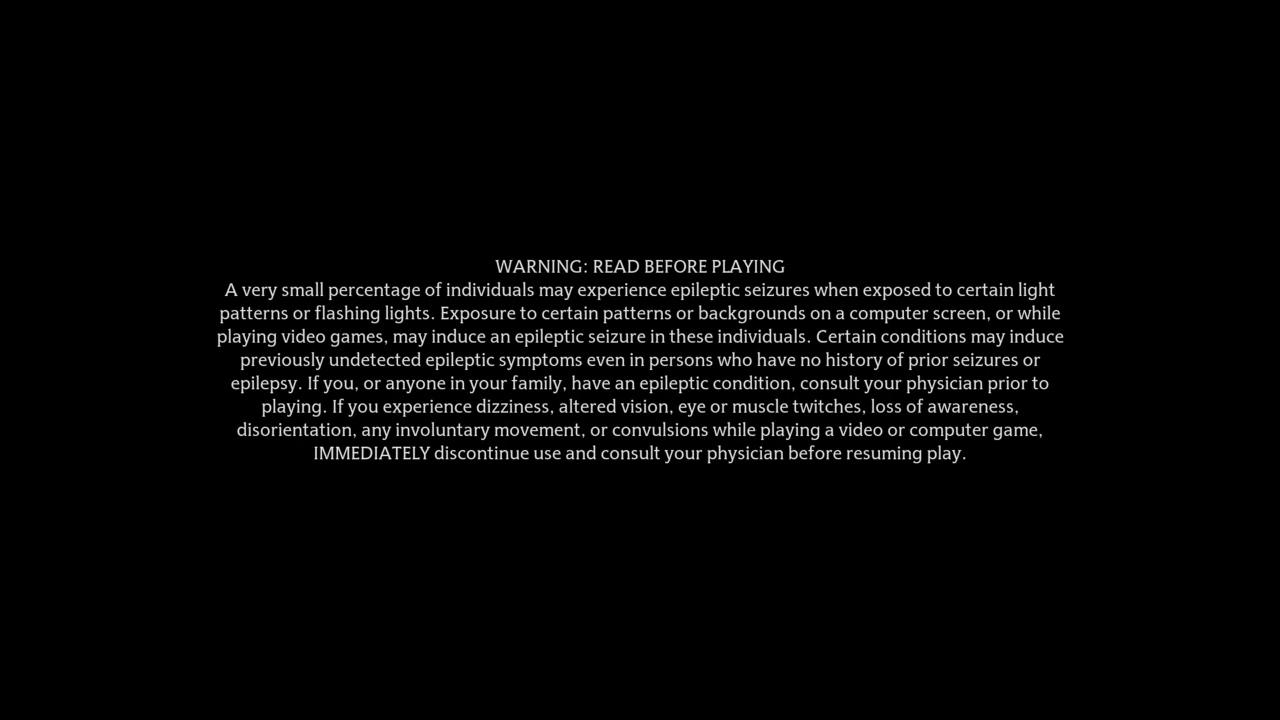 WARNING: READ BEFORE PLAYING
A very small percentage of individuals may experience epileptic seizures when exposed to certain light
patterns or flashing lights. Exposure to certain patterns or backgrounds on a computer screen, or while
playing video games, may induce an epileptic seizure in these individuals. Certain conditions may induce
previously undetected epileptic symptoms even in persons who have no history of prior seizures or
epilepsy. If you, or anyone in your family, have an epileptic condition, consult your physician prior to
playing. If you experience dizziness, altered vision, eye or muscle twitches, loss of awareness,
disorientation, any involuntary movement, or convulsions while playing a video or computer game,
IMMEDIATELY discontinue use and consult your physician before resuming play.